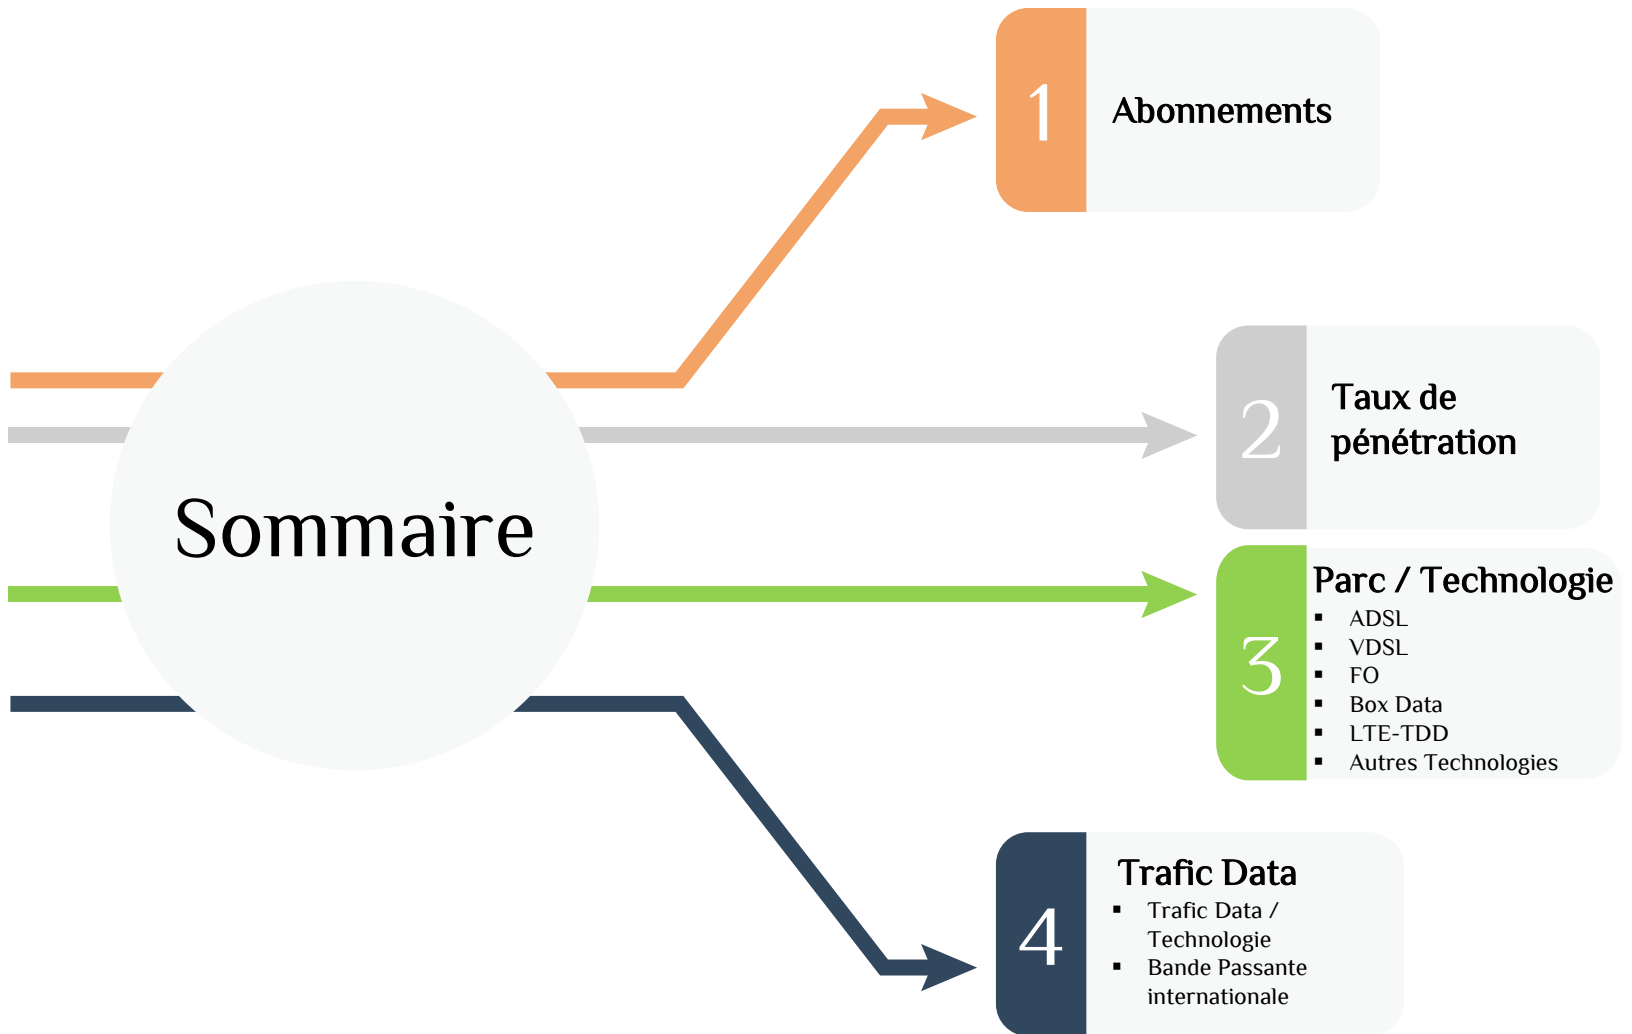 Sommaire
1
Abonnements
2
Taux de
pénétration
3
Parc / Technologie
▪ ADSL
▪ VDSL
▪ FO
▪ Box Data
▪ LTE-TDD
▪ Autres Technologies
4
Trafic Data
▪ Trafic Data /
Technologie
▪ Bande Passante
internationale